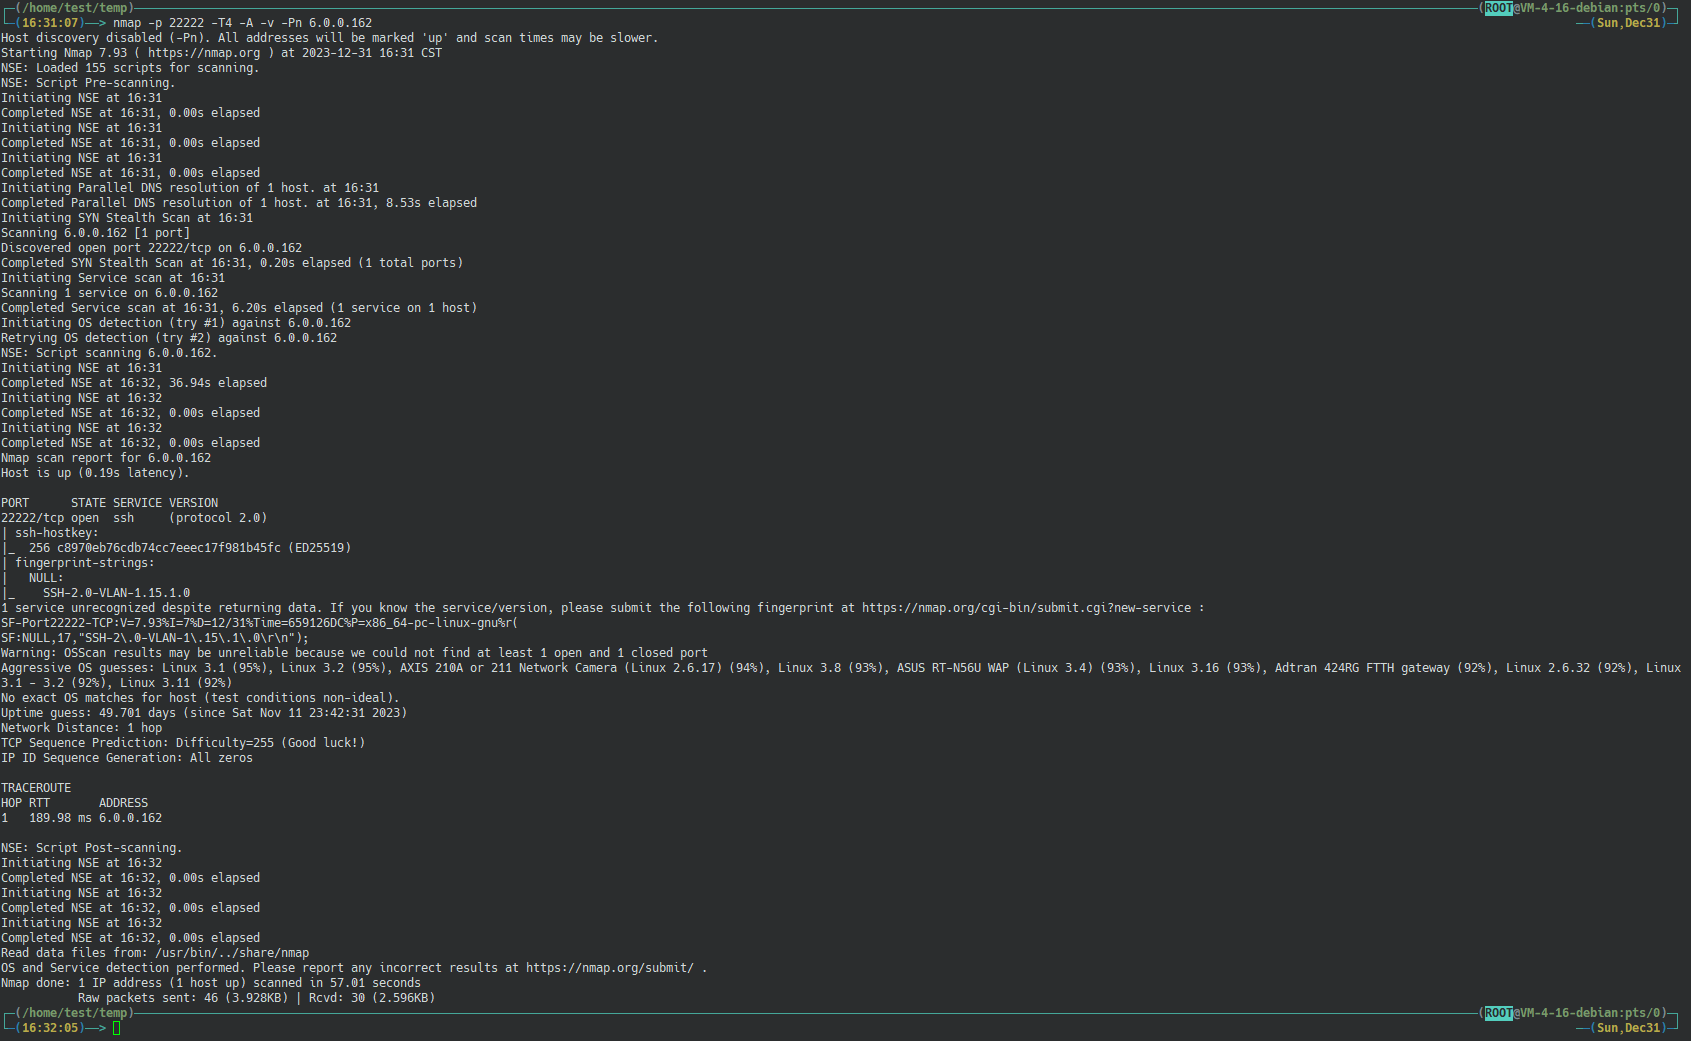 (/home/test/temp) (ROOT@VM-4-16-debian:pts/0)
(16:31:07)──> nmap -p 22222 -T4 -A -v -Pn 6.0.0.162 (Sun,Dec31)
Host discovery disabled (-Pn). All addresses will be marked 'up' and scan times may be slower.
Starting Nmap 7.93 ( https://nmap.org ) at 2023-12-31 16:31 CST
NSE: Loaded 155 scripts for scanning.
NSE: Script Pre-scanning.
Initiating NSE at 16:31
Completed NSE at 16:31, 0.00s elapsed
Initiating NSE at 16:31
Completed NSE at 16:31, 0.00s elapsed
Initiating NSE at 16:31
Completed NSE at 16:31, 0.00s elapsed
Initiating Parallel DNS resolution of 1 host. at 16:31
Completed Parallel DNS resolution of 1 host. at 16:31, 8.53s elapsed
Initiating SYN Stealth Scan at 16:31
Scanning 6.0.0.162 [1 port]
Discovered open port 22222/tcp on 6.0.0.162
Completed SYN Stealth Scan at 16:31, 0.20s elapsed (1 total ports)
Initiating Service scan at 16:31
Scanning 1 service on 6.0.0.162
Completed Service scan at 16:31, 6.20s elapsed (1 service on 1 host)
Initiating OS detection (try #1) against 6.0.0.162
Retrying OS detection (try #2) against 6.0.0.162
NSE: Script scanning 6.0.0.162.
Initiating NSE at 16:31
Completed NSE at 16:32, 36.94s elapsed
Initiating NSE at 16:32
Completed NSE at 16:32, 0.00s elapsed
Initiating NSE at 16:32
Completed NSE at 16:32, 0.00s elapsed
Nmap scan report for 6.0.0.162
Host is up (0.19s latency).
PORT      STATE SERVICE VERSION
22222/tcp open  ssh     (protocol 2.0)
| ssh-hostkey:
|_  256 c8970eb76cdb74cc7eeec17f981b45fc (ED25519)
| fingerprint-strings:
|   NULL:
|_    SSH-2.0-VLAN-1.15.1.0
1 service unrecognized despite returning data. If you know the service/version, please submit the following fingerprint at https://nmap.org/cgi-bin/submit.cgi?new-service :
SF-Port22222-TCP:V=7.93%I=7%D=12/31%Time=659126DC%P=x86_64-pc-linux-gnu%r(
SF:NULL,17,"SSH-2\.0-VLAN-1\.15\.1\.0\r\n");
Warning: OSScan results may be unreliable because we could not find at least 1 open and 1 closed port
Aggressive OS guesses: Linux 3.1 (95%), Linux 3.2 (95%), AXIS 210A or 211 Network Camera (Linux 2.6.17) (94%), Linux 3.8 (93%), ASUS RT-N56U WAP (Linux 3.4) (93%), Linux 3.16 (93%), Adtran 424RG FTTH gateway (92%), Linux 2.6.32 (92%), Linux
3.1 - 3.2 (92%), Linux 3.11 (92%)
No exact OS matches for host (test conditions non-ideal).
Uptime guess: 49.701 days (since Sat Nov 11 23:42:31 2023)
Network Distance: 1 hop
TCP Sequence Prediction: Difficulty=255 (Good luck!)
IP ID Sequence Generation: All zeros
TRACEROUTE
HOP RTT       ADDRESS
1   189.98 ms 6.0.0.162
NSE: Script Post-scanning.
Initiating NSE at 16:32
Completed NSE at 16:32, 0.00s elapsed
Initiating NSE at 16:32
Completed NSE at 16:32, 0.00s elapsed
Initiating NSE at 16:32
Completed NSE at 16:32, 0.00s elapsed
Read data files from: /usr/bin/../share/nmap
OS and Service detection performed. Please report any incorrect results at https://nmap.org/submit/ .
Nmap done: 1 IP address (1 host up) scanned in 57.01 seconds
           Raw packets sent: 46 (3.928KB) | Rcvd: 30 (2.596KB)
(/home/test/temp) (ROOT@VM-4-16-debian:pts/0)
(16:32:05)──> (Sun,Dec31)